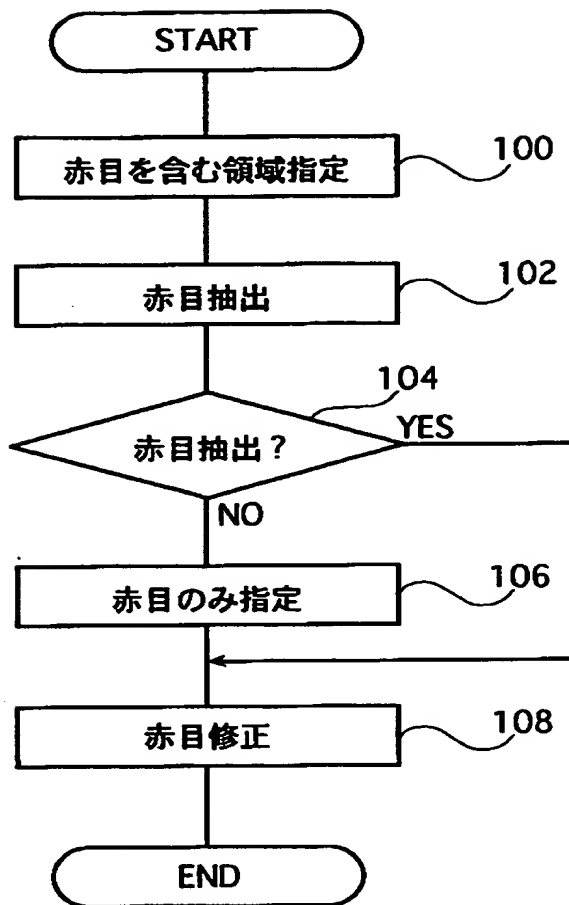 START
赤目を含む領域指定
100
赤目抽出
102
104
赤目抽出?
YES
NO
赤目のみ指定
106
赤目修正
108
END